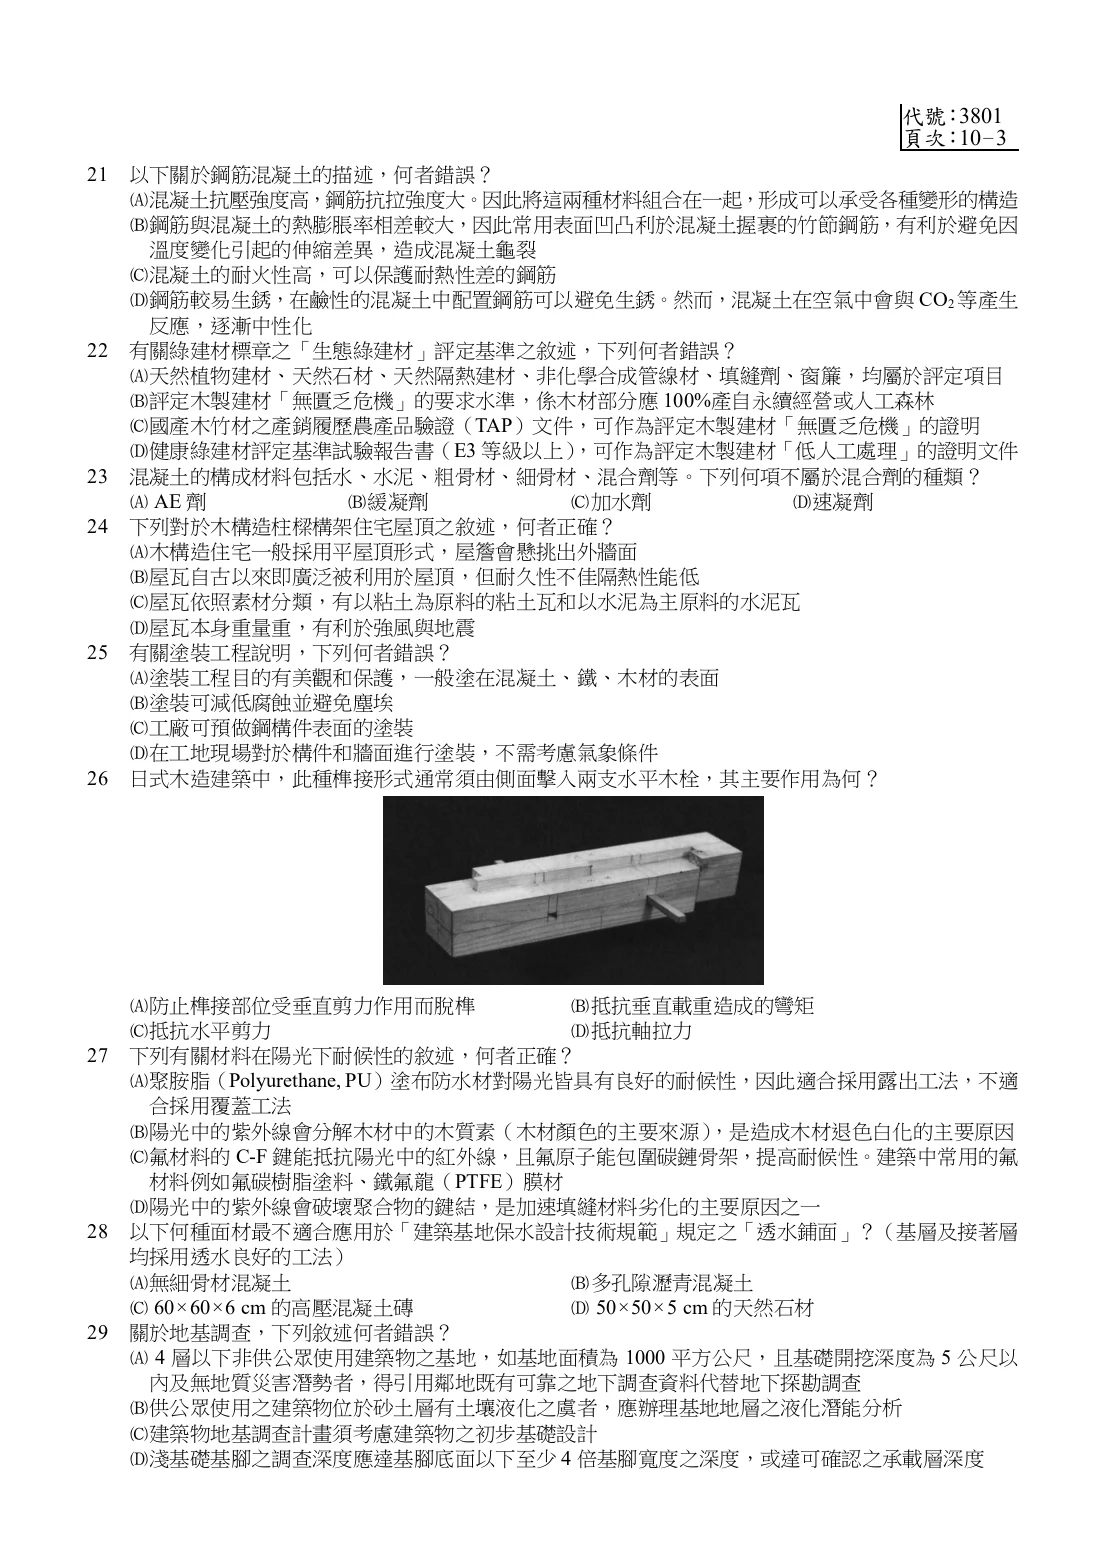 代號：3801
頁次：10－3
21 以下關於鋼筋混凝土的描述，何者錯誤？
(A)混凝土抗壓強度高，鋼筋抗拉強度大。因此將這兩種材料組合在一起，形成可以承受各種變形的構造
(B)鋼筋與混凝土的熱膨脹率相差較大，因此常用表面凹凸利於混凝土握裹的竹節鋼筋，有利於避免因
溫度變化引起的伸縮差異，造成混凝土龜裂
(C)混凝土的耐火性高，可以保護耐熱性差的鋼筋
(D)鋼筋較易生銹，在鹼性的混凝土中配置鋼筋可以避免生銹。然而，混凝土在空氣中會與 CO₂ 等產生
反應，逐漸中性化
22 有關綠建材標章之「生態綠建材」評定基準之敘述，下列何者錯誤？
(A)天然植物建材、天然石材、天然隔熱建材、非化學合成管線材、填縫劑、窗簾，均屬於評定項目
(B)評定木製建材「無匱乏危機」的要求水準，係木材部分應 100%產自永續經營或人工森林
(C)國產木竹材之產銷履歷農產品驗證（TAP）文件，可作為評定木製建材「無匱乏危機」的證明
(D)健康綠建材評定基準試驗報告書（E3 等級以上），可作為評定木製建材「低人工處理」的證明文件
23 混凝土的構成材料包括水、水泥、粗骨材、細骨材、混合劑等。下列何項不屬於混合劑的種類？
(A) AE 劑 (B)緩凝劑 (C)加水劑 (D)速凝劑
24 下列對於木構造柱樑構架住宅屋頂之敘述，何者正確？
(A)木構造住宅一般採用平屋頂形式，屋簷會懸挑出外牆面
(B)屋瓦自古以來即廣泛被利用於屋頂，但耐久性不佳隔熱性能低
(C)屋瓦依照素材分類，有以粘土為原料的粘土瓦和以水泥為主原料的水泥瓦
(D)屋瓦本身重量重，有利於強風與地震
25 有關塗裝工程說明，下列何者錯誤？
(A)塗裝工程目的有美觀和保護，一般塗在混凝土、鐵、木材的表面
(B)塗裝可減低腐蝕並避免塵埃
(C)工廠可預做鋼構件表面的塗裝
(D)在工地現場對於構件和牆面進行塗裝，不需考慮氣象條件
26 日式木造建築中，此種榫接形式通常須由側面擊入兩支水平木栓，其主要作用為何？
(A)防止榫接部位受垂直剪力作用而脫榫 (B)抵抗垂直載重造成的彎矩
(C)抵抗水平剪力 (D)抵抗軸拉力
27 下列有關材料在陽光下耐候性的敘述，何者正確？
(A)聚胺脂（Polyurethane, PU）塗布防水材對陽光皆具有良好的耐候性，因此適合採用露出工法，不適
合採用覆蓋工法
(B)陽光中的紫外線會分解木材中的木質素（木材顏色的主要來源），是造成木材退色白化的主要原因
(C)氟材料的 C-F 鍵能抵抗陽光中的紅外線，且氟原子能包圍碳鏈骨架，提高耐候性。建築中常用的氟
材料例如氟碳樹脂塗料、鐵氟龍（PTFE）膜材
(D)陽光中的紫外線會破壞聚合物的鍵結，是加速填縫材料劣化的主要原因之一
28 以下何種面材最不適合應用於「建築基地保水設計技術規範」規定之「透水鋪面」？（基層及接著層
均採用透水良好的工法）
(A)無細骨材混凝土 (B)多孔隙瀝青混凝土
(C) 60×60×6 cm 的高壓混凝土磚 (D) 50×50×5 cm 的天然石材
29 關於地基調查，下列敘述何者錯誤？
(A) 4 層以下非供公眾使用建築物之基地，如基地面積為 1000 平方公尺，且基礎開挖深度為 5 公尺以
內及無地質災害潛勢者，得引用鄰地既有可靠之地下調查資料代替地下探勘調查
(B)供公眾使用之建築物位於砂土層有土壤液化之虞者，應辦理基地地層之液化潛能分析
(C)建築物地基調查計畫須考慮建築物之初步基礎設計
(D)淺基礎基腳之調查深度應達基腳底面以下至少 4 倍基腳寬度之深度，或達可確認之承載層深度